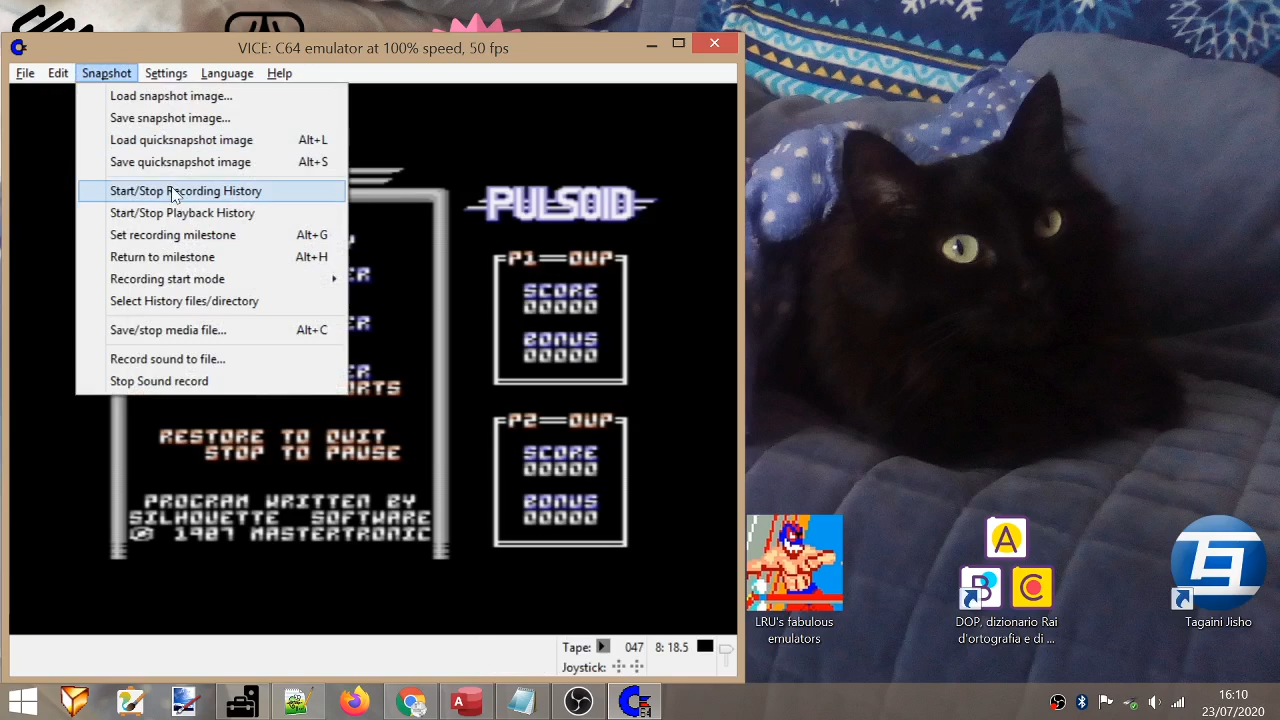 VICE: C64 emulator at 100% speed, 50 fps
File Edit Snapshot Settings Language Help
Load snapshot image...
Save snapshot image...
Load quicksnapshot image Alt+L
Save quicksnapshot image Alt+S
Start/Stop Recording History
Start/Stop Playback History
Set recording milestone Alt+G
Return to milestone Alt+H
Recording start mode
Select History files/directory
Save/stop media file... Alt+C
Record sound to file...
Stop Sound record
RESTORE TO QUIT
STOP TO PAUSE
PROGRAM WRITTEN BY
SILHOUETTE SOFTWARE
© 1987 MASTERTRONIC
PULSOID
P1 0UP
SCORE
00000
BONUS
00000
P2 0UP
SCORE
00000
BONUS
00000
Tape: 047 8: 18.5
Joystick:
LRU's fabulous
emulators
A
B C
DOP, dizionario Rai
d'ortografia e di ...
Tagaini Jisho
16:10
23/07/2020